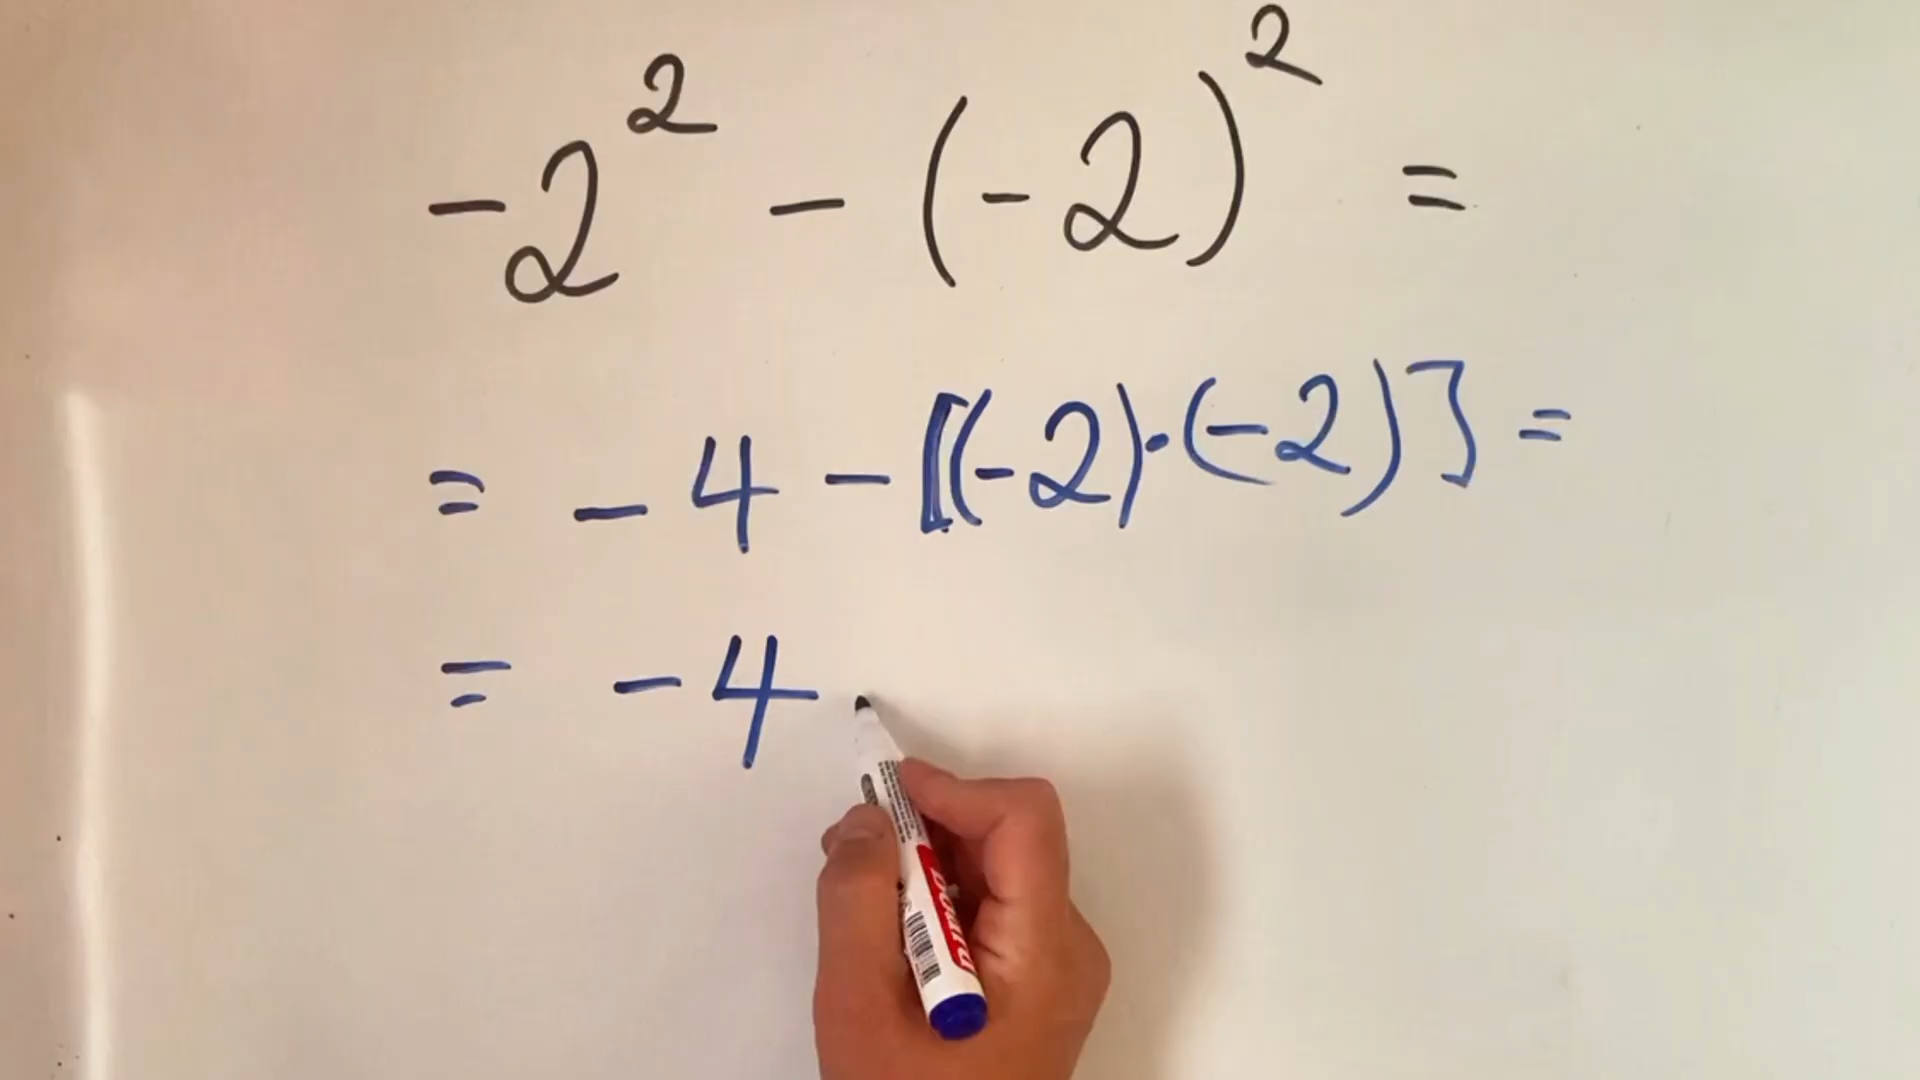 -2² - (-2)² =
= - 4 - [(-2)·(-2)] =
= - 4